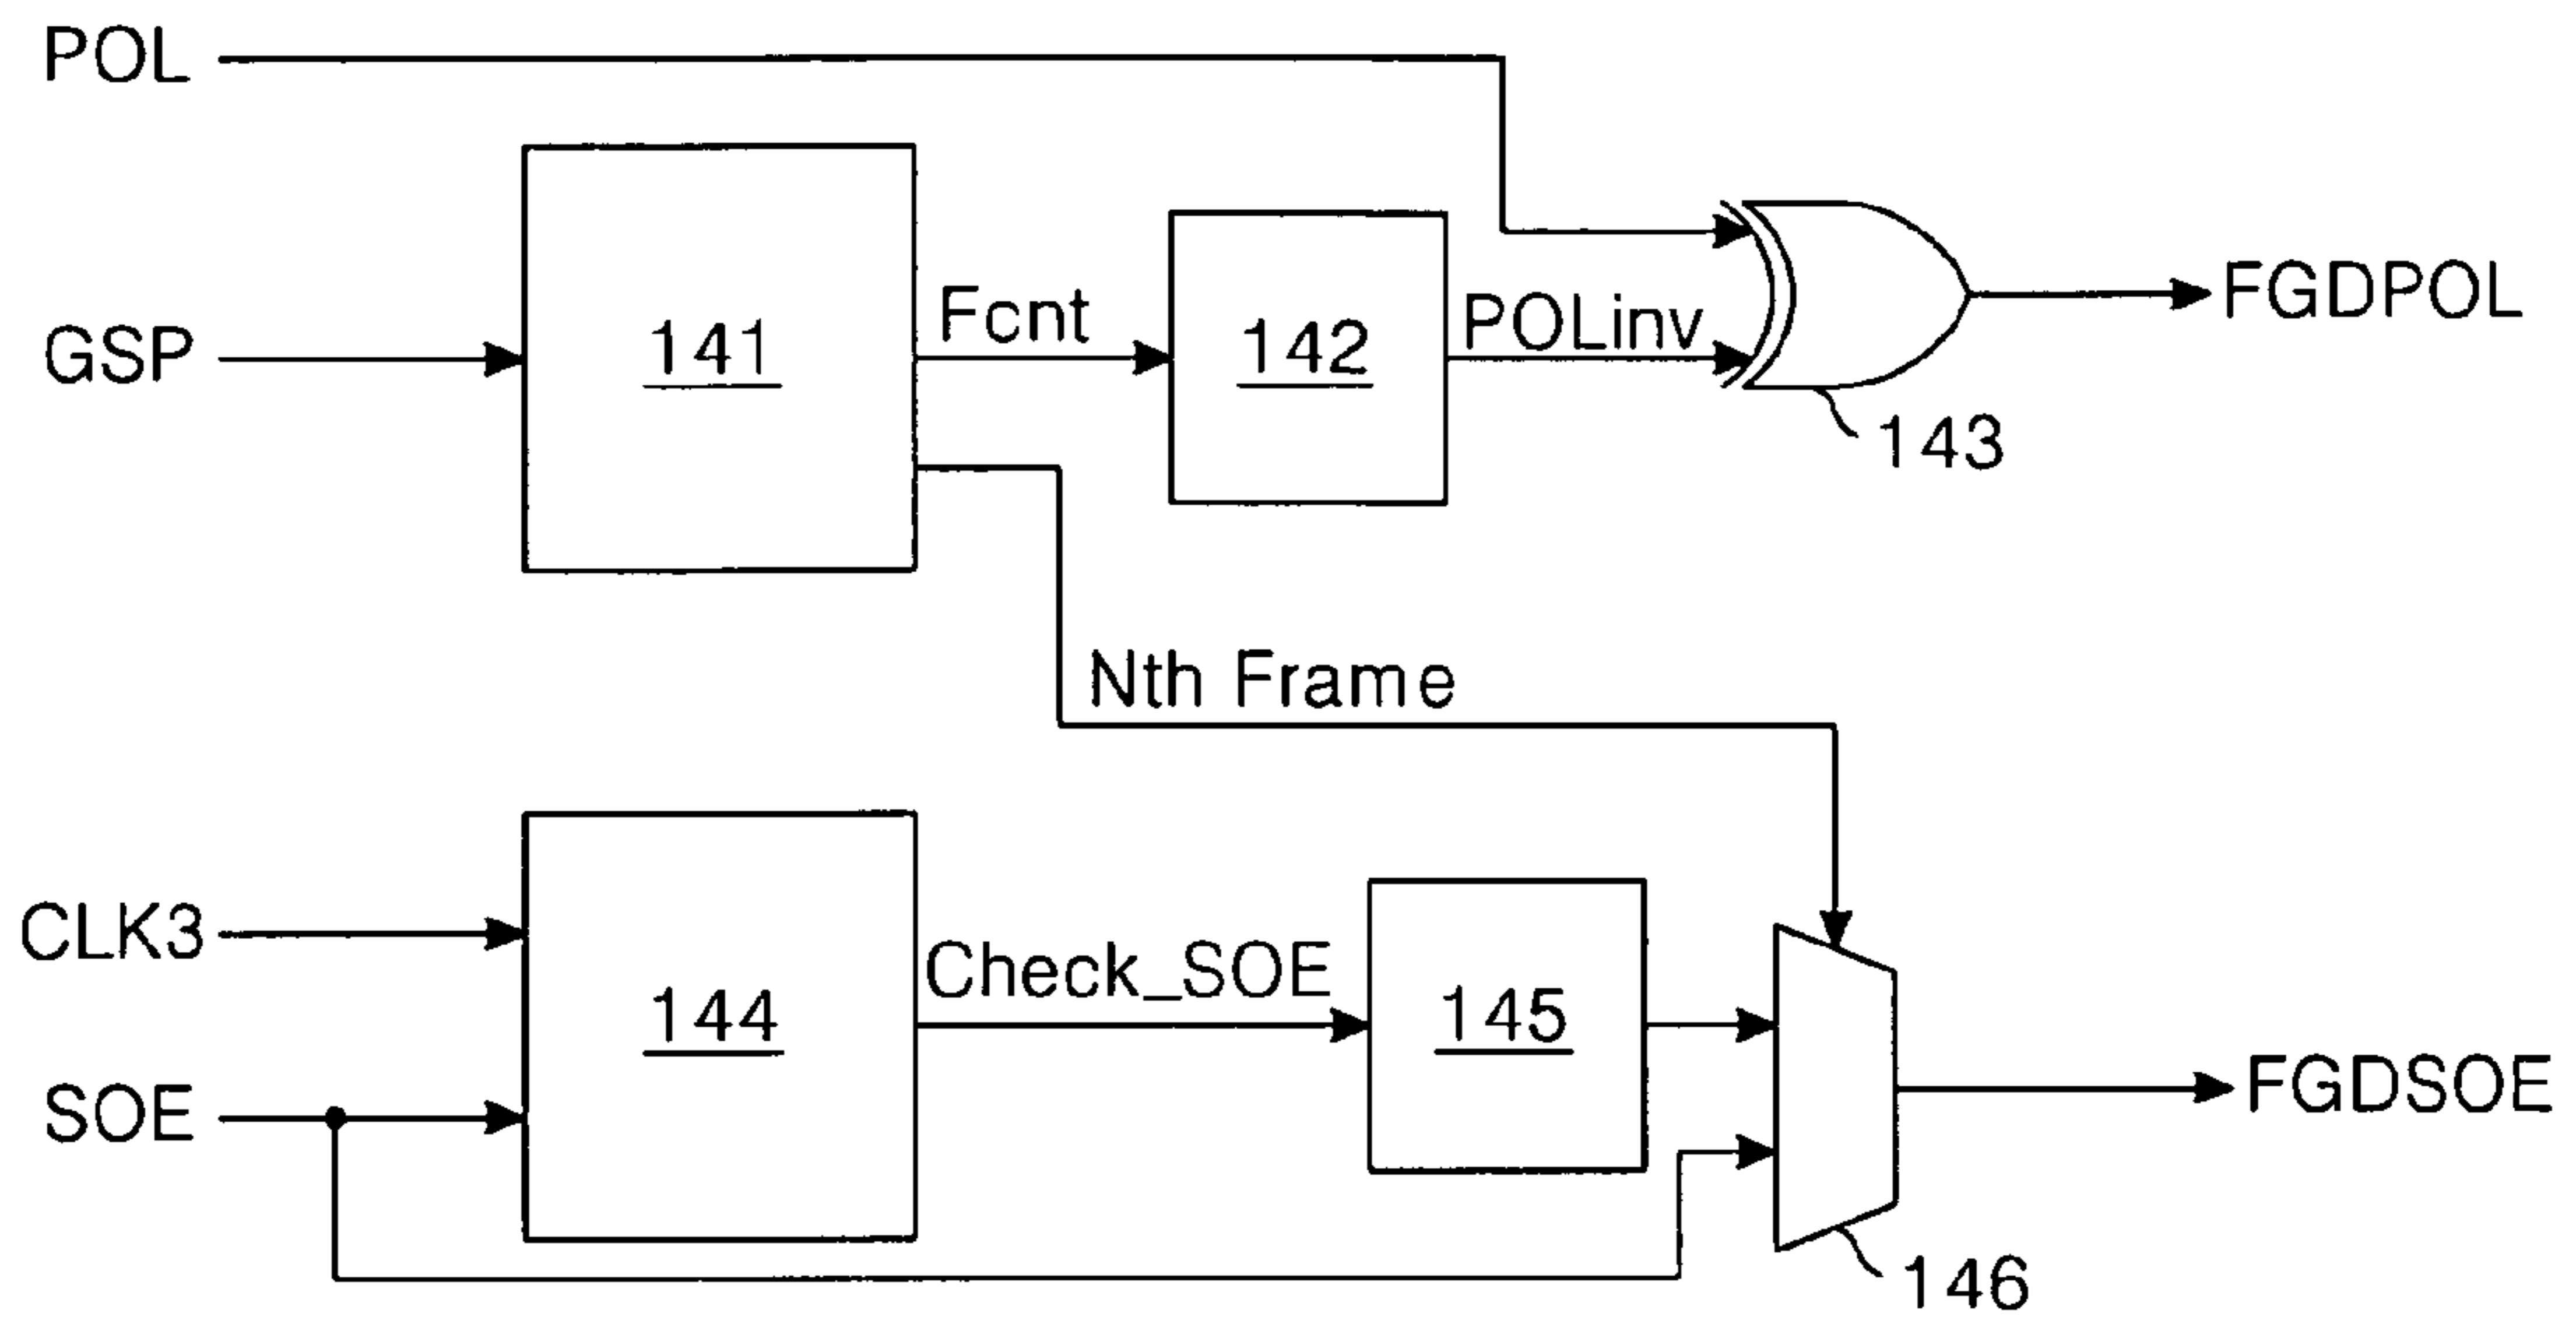 POL
GSP
141
Fcnt
142
POLinv
FGDPOL
143
Nth Frame
CLK3
SOE
144
Check_SOE
145
FGDSOE
146